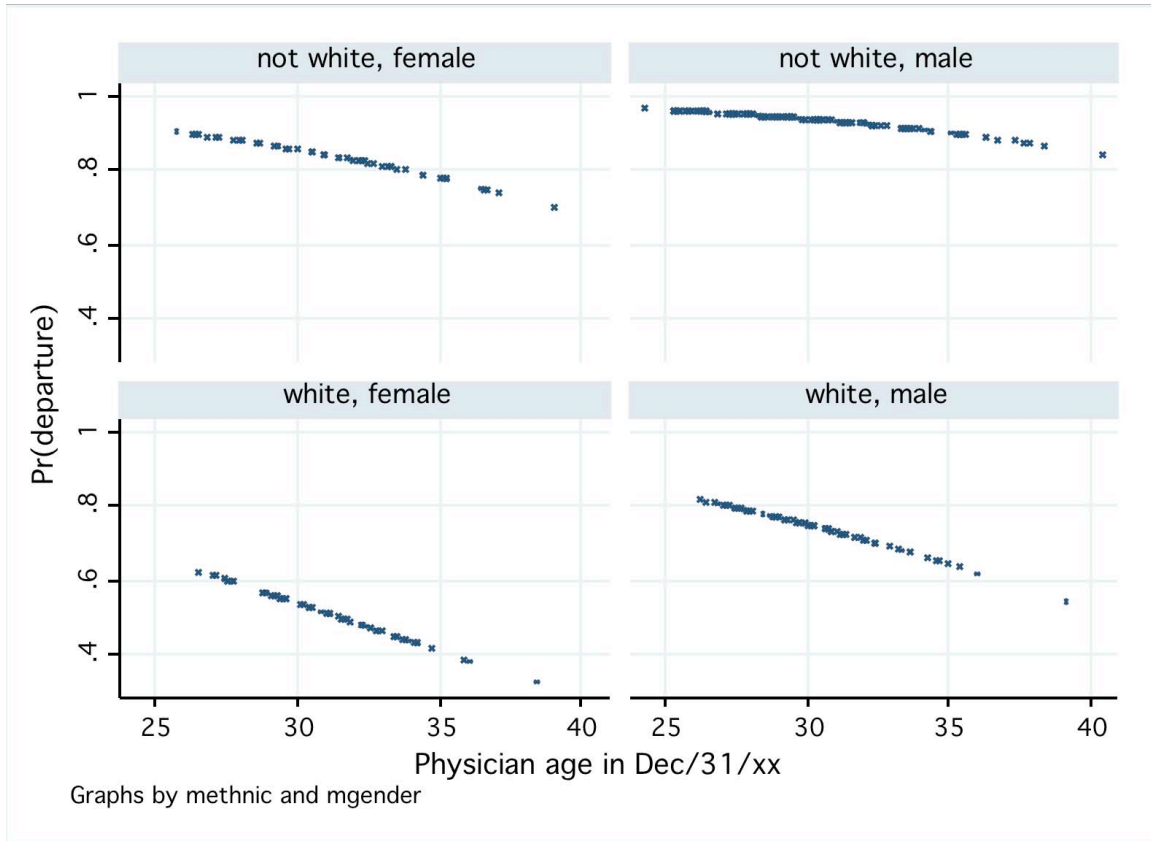 not white, female
not white, male
1
.8
.6
.4
white, female
white, male
1
.8
.6
.4
Pr(departure)
25 30 35 40
25 30 35 40
Physician age in Dec/31/xx
Graphs by methnic and mgender